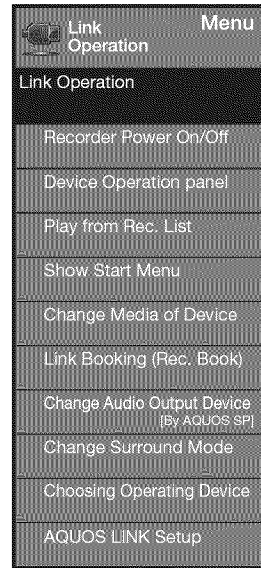 Link
Operation
Menu
Link Operation
Recorder Power On/Off
Device Operation panel
Play from Rec. List
Show Start Menu
Change Media of Device
Link Booking (Rec. Book)
Change Audio Output Device
[By AQUOS SP]
Change Surround Mode
Choosing Operating Device
AQUOS LINK Setup